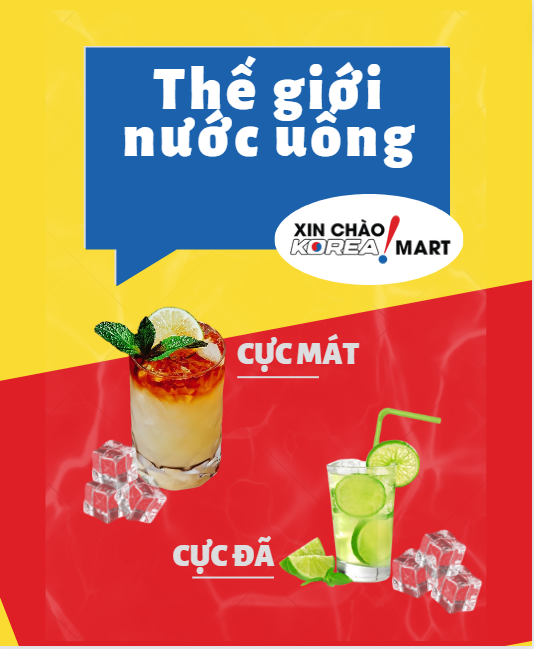 Thế giới
nước uống
XIN CHÀO
KOREA! MART
CỰC MÁT
CỰC ĐÃ